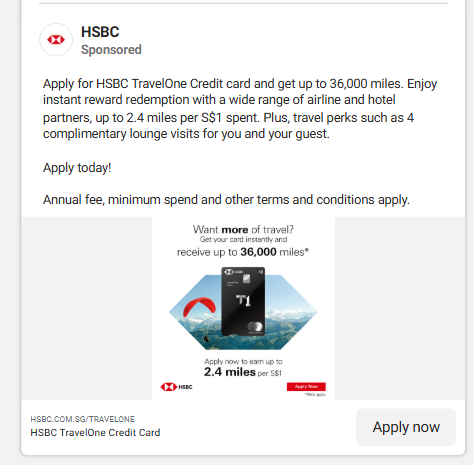 HSBC
Sponsored
Apply for HSBC TravelOne Credit card and get up to 36,000 miles. Enjoy
instant reward redemption with a wide range of airline and hotel
partners, up to 2.4 miles per S$1 spent. Plus, travel perks such as 4
complimentary lounge visits for you and your guest.
Apply today!
Annual fee, minimum spend and other terms and conditions apply.
Want more of travel?
Get your card instantly and
receive up to 36,000 miles*
HSBC
T1
Apply now to earn up to
2.4 miles per S$1
HSBC
Apply Now
*T&Cs apply
HSBC.COM.SG/TRAVELONE
HSBC TravelOne Credit Card
Apply now